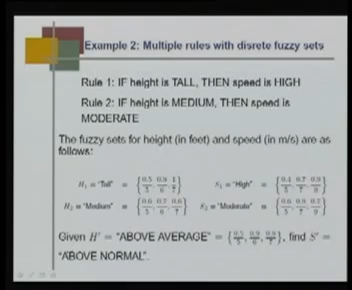 Example 2: Multiple rules with disrete fuzzy sets
Rule 1: IF height is TALL, THEN speed is HIGH
Rule 2: IF height is MEDIUM, THEN speed is
MODERATE
The fuzzy sets for height (in feet) and speed (in m/s) are as
follows:
H₁ = "Tall" = {0.5/5, 0.8/6, 1/7} S₁ = "High" = {0.4/5, 0.7/7, 0.9/8}
H₂ = "Medium" = {0.6/5, 0.7/6, 0.6/7} S₂ = "Moderate" = {0.6/5, 0.8/7, 0.7/9}
Given H' = "ABOVE AVERAGE" = {0.5/5, 0.9/6, 0.9/7}, find S' =
"ABOVE NORMAL".